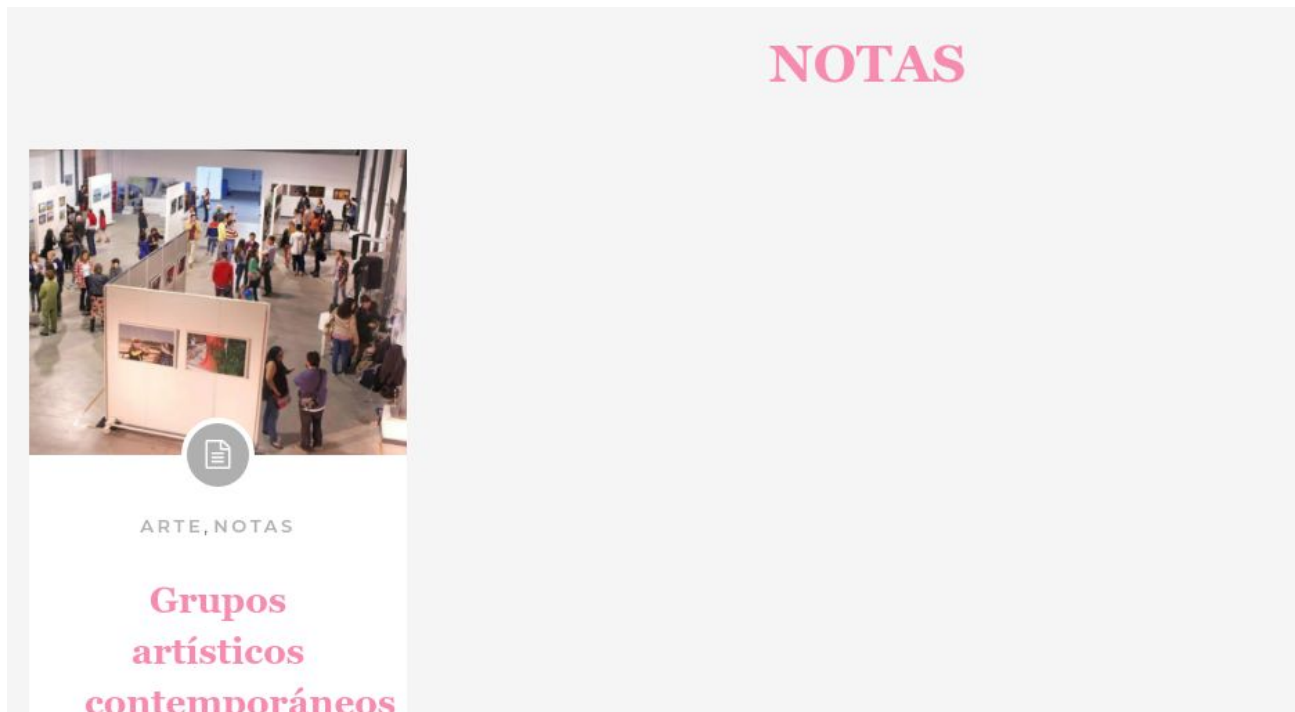 NOTAS
ARTE, NOTAS
Grupos
artísticos
contemporáneos